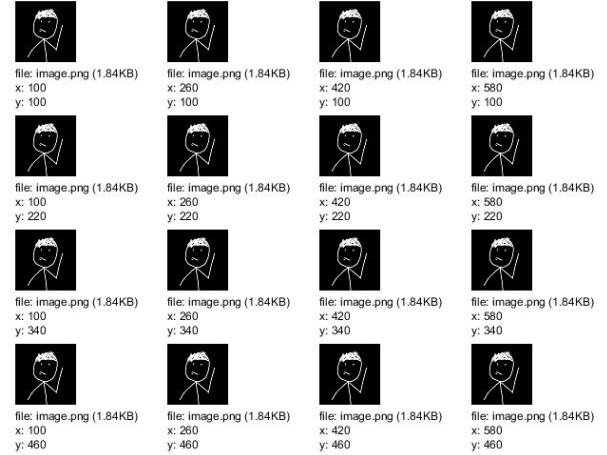 file: image.png (1.84KB) file: image.png (1.84KB) file: image.png (1.84KB) file: image.png (1.84KB)
x: 100 x: 260 x: 420 x: 580
y: 100 y: 100 y: 100 y: 100
file: image.png (1.84KB) file: image.png (1.84KB) file: image.png (1.84KB) file: image.png (1.84KB)
x: 100 x: 260 x: 420 x: 580
y: 220 y: 220 y: 220 y: 220
file: image.png (1.84KB) file: image.png (1.84KB) file: image.png (1.84KB) file: image.png (1.84KB)
x: 100 x: 260 x: 420 x: 580
y: 340 y: 340 y: 340 y: 340
file: image.png (1.84KB) file: image.png (1.84KB) file: image.png (1.84KB) file: image.png (1.84KB)
x: 100 x: 260 x: 420 x: 580
y: 460 y: 460 y: 460 y: 460